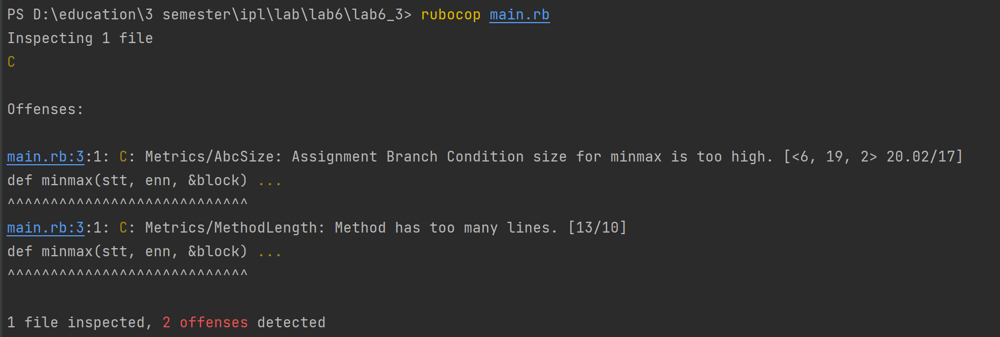 PS D:\education\3 semester\ipl\lab\lab6\lab6_3> rubocop main.rb
Inspecting 1 file
C
Offenses:
main.rb:3:1: C: Metrics/AbcSize: Assignment Branch Condition size for minmax is too high. [<6, 19, 2> 20.02/17]
def minmax(stt, enn, &block) ...
^^^^^^^^^^^^^^^^^^^^^^^^^^^^
main.rb:3:1: C: Metrics/MethodLength: Method has too many lines. [13/10]
def minmax(stt, enn, &block) ...
^^^^^^^^^^^^^^^^^^^^^^^^^^^^
1 file inspected, 2 offenses detected